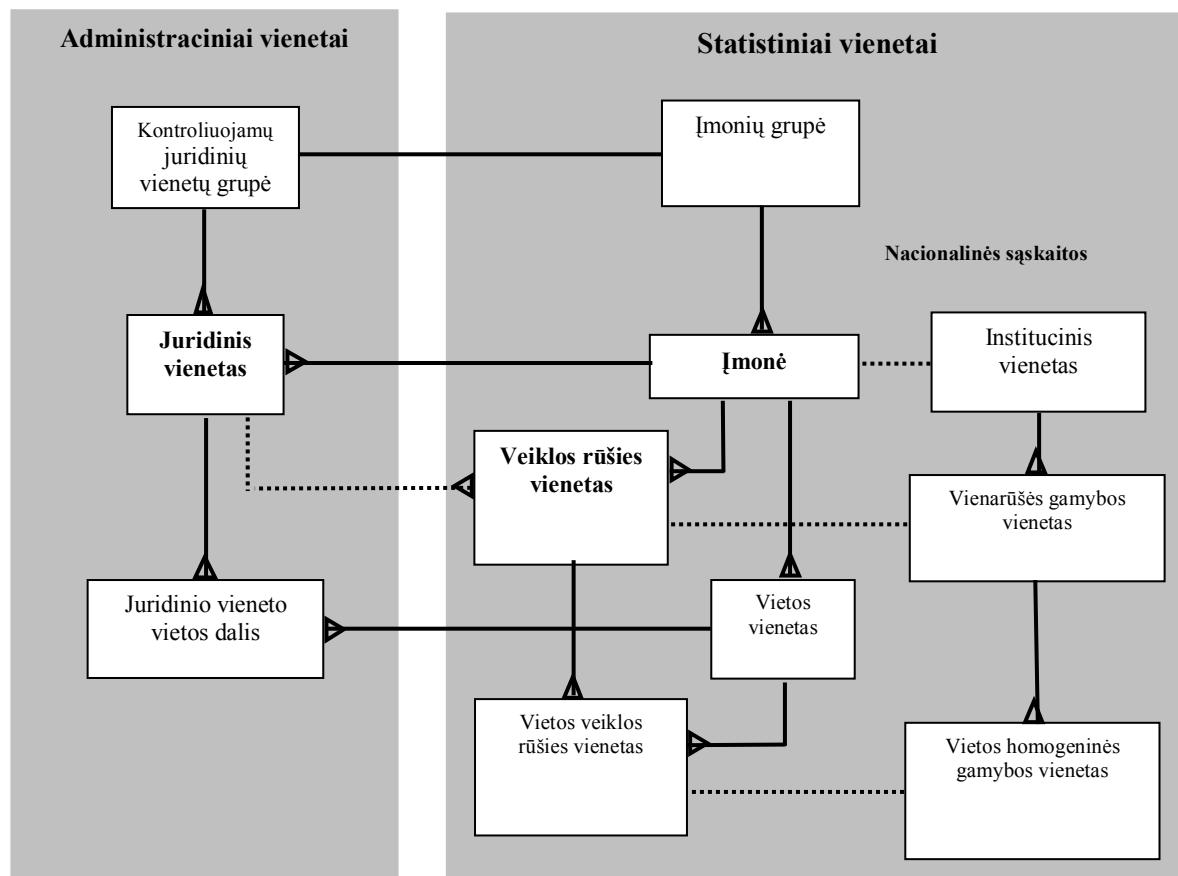 Administraciniai vienetai
Statistiniai vienetai
Kontroliuojamų
juridinių
vienetų grupė
Įmonių grupė
Nacionalinės sąskaitos
Juridinis
vienetas
Įmonė
Institucinis
vienetas
Veiklos rūšies
vienetas
Vienarūšės gamybos
vienetas
Juridinio vieneto
vietos dalis
Vietos
vienetas
Vietos veiklos
rūšies vienetas
Vietos homogeninės
gamybos vienetas